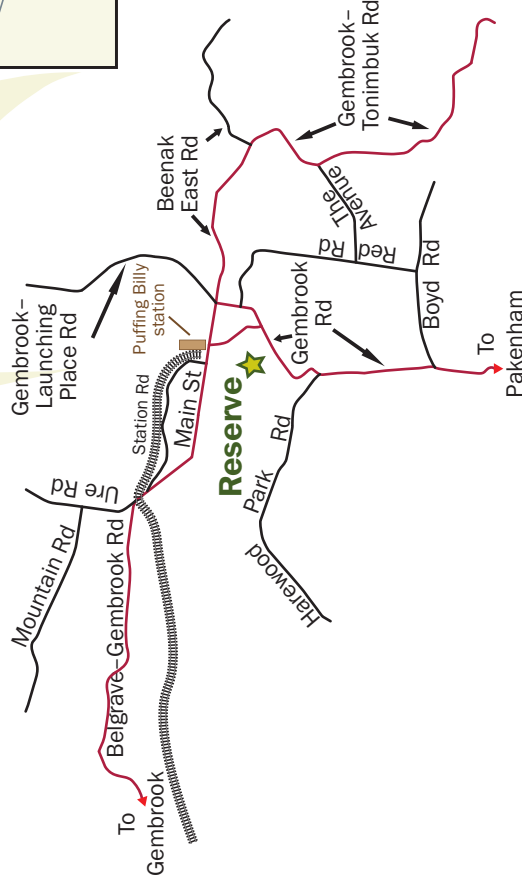 Gembrook–
Launching
Place Rd
Puffing Billy
station
Beenak
East Rd
Gembrook–
Tonimbuk Rd
The
Avenue
Red Rd
Boyd Rd
Gembrook
Rd
To
Pakenham
Station Rd
Main St
Reserve
Ure Rd
Mountain Rd
Belgrave–Gembrook Rd
To
Gembrook
Harewood Park Rd